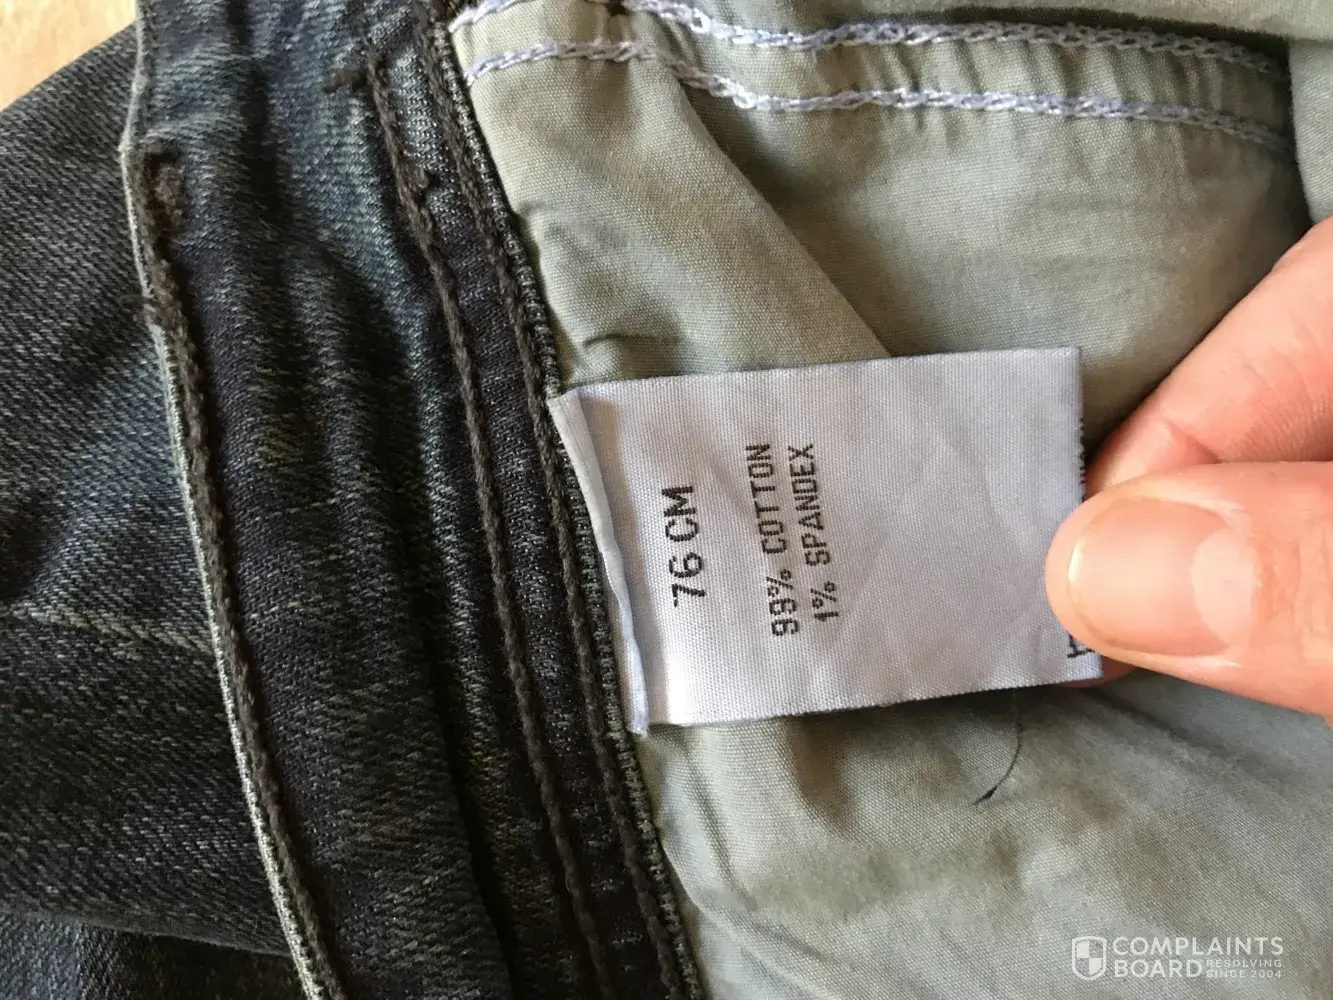 76 CM
99% COTTON
1% SPANDEX
COMPLAINTS
BOARD RESOLVING
SINCE 2004